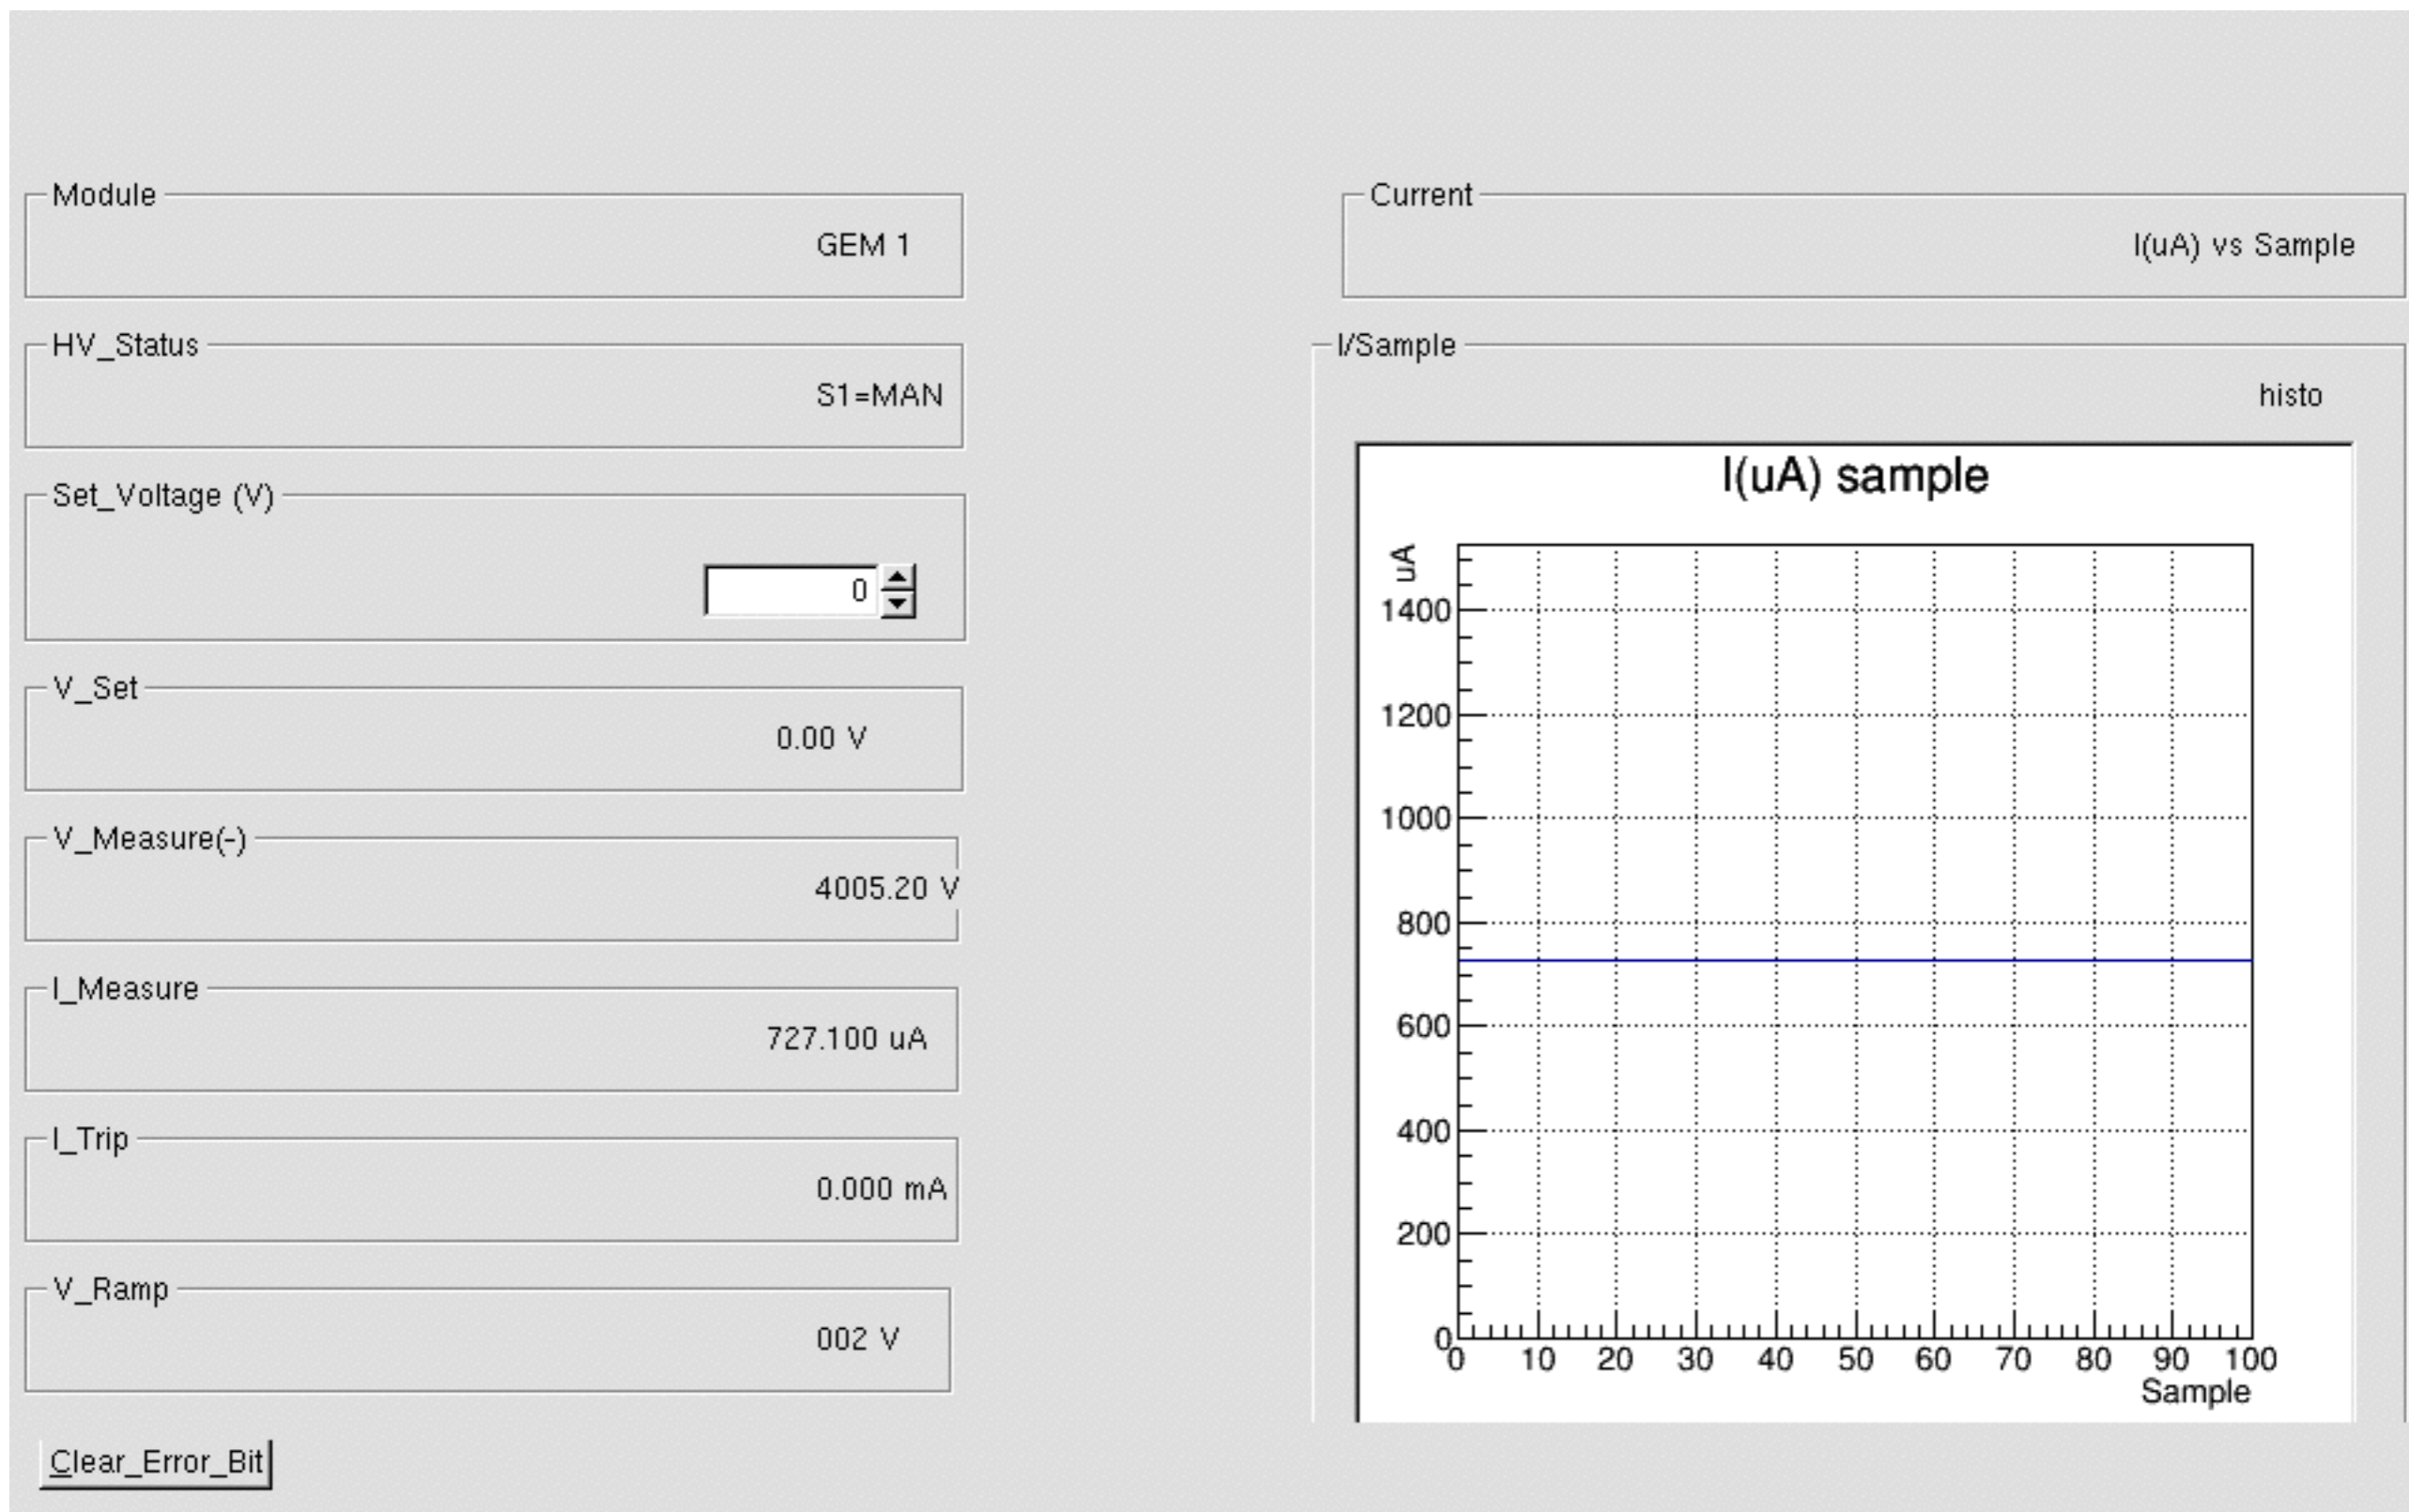 Module
GEM 1
HV_Status
S1=MAN
Set_Voltage (V)
0
V_Set
0.00 V
V_Measure(-)
4005.20 V
I_Measure
727.100 uA
I_Trip
0.000 mA
V_Ramp
002 V
Clear_Error_Bit
Current
I(uA) vs Sample
I/Sample
histo
I(uA) sample
uA
1400
1200
1000
800
600
400
200
0
0 10 20 30 40 50 60 70 80 90 100
Sample